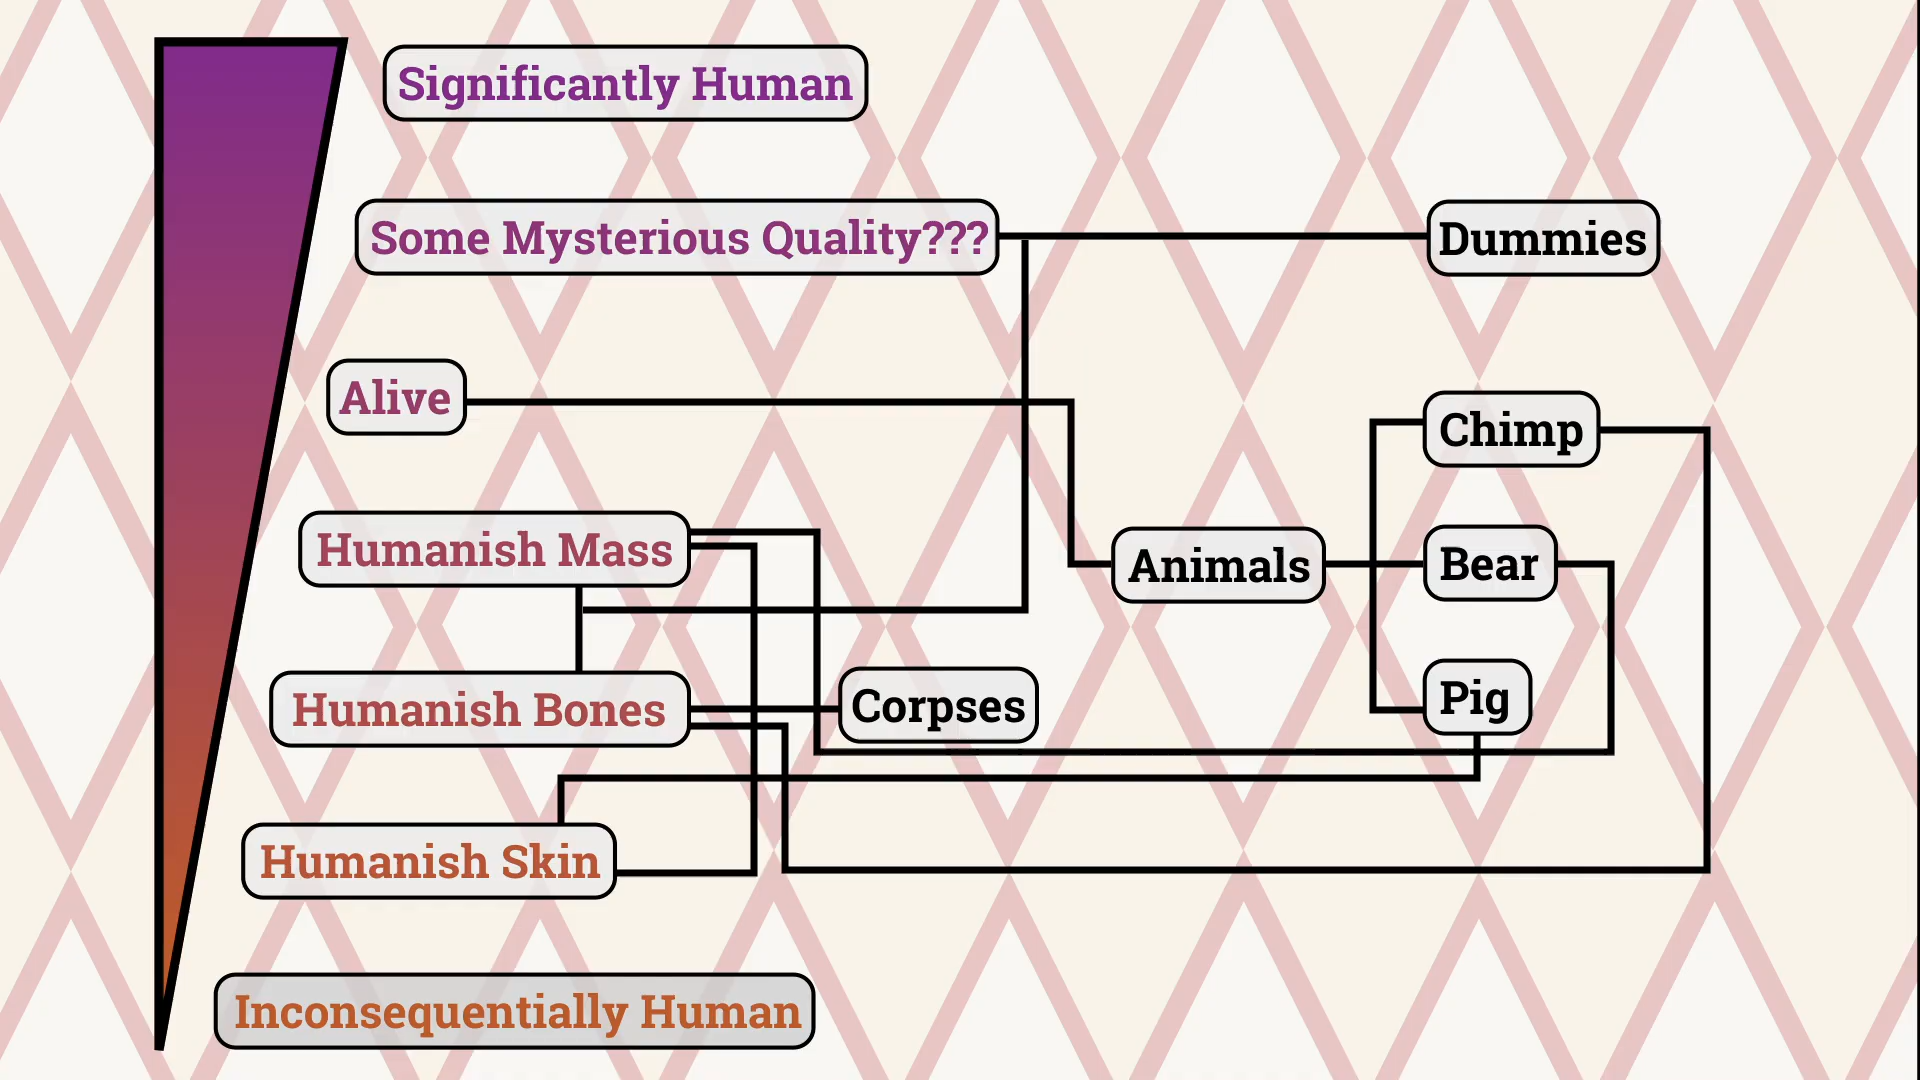 Significantly Human
Some Mysterious Quality???
Dummies
Alive
Chimp
Humanish Mass
Animals
Bear
Humanish Bones
Corpses
Pig
Humanish Skin
Inconsequentially Human